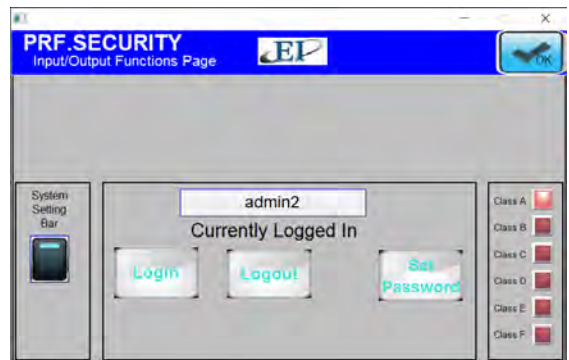 PRF.SECURITY
Input/Output Functions Page
EI
OK
System
Setting
Bar
admin2
Currently Logged In
Login
Logout
Set
Password
Class A
Class B
Class C
Class D
Class E
Class F